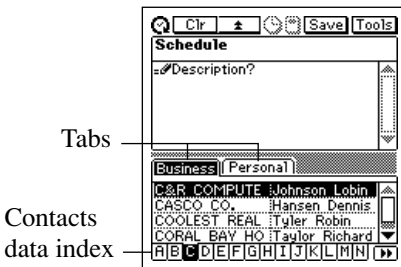 Clr Save Tools
Schedule
Description?
Tabs
Business Personal
C&R COMPUTE Johnson Lobin
CASCO CO. Hansen Dennis
COOLEST REAL Tyler Robin
CORAL BAY HO Taylor Richard
Contacts
data index
A B C D E F G H I J K L M N